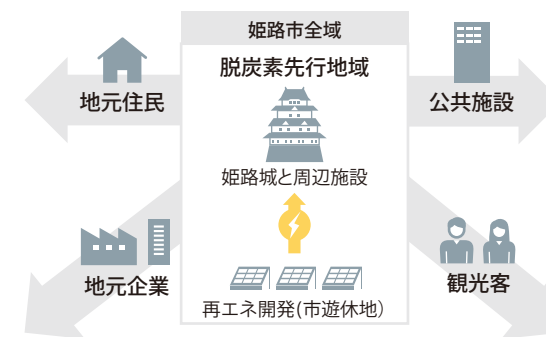 姫路市全域
脱炭素先行地域
地元住民
公共施設
姫路城と周辺施設
地元企業
観光客
再エネ開発(市遊休地)